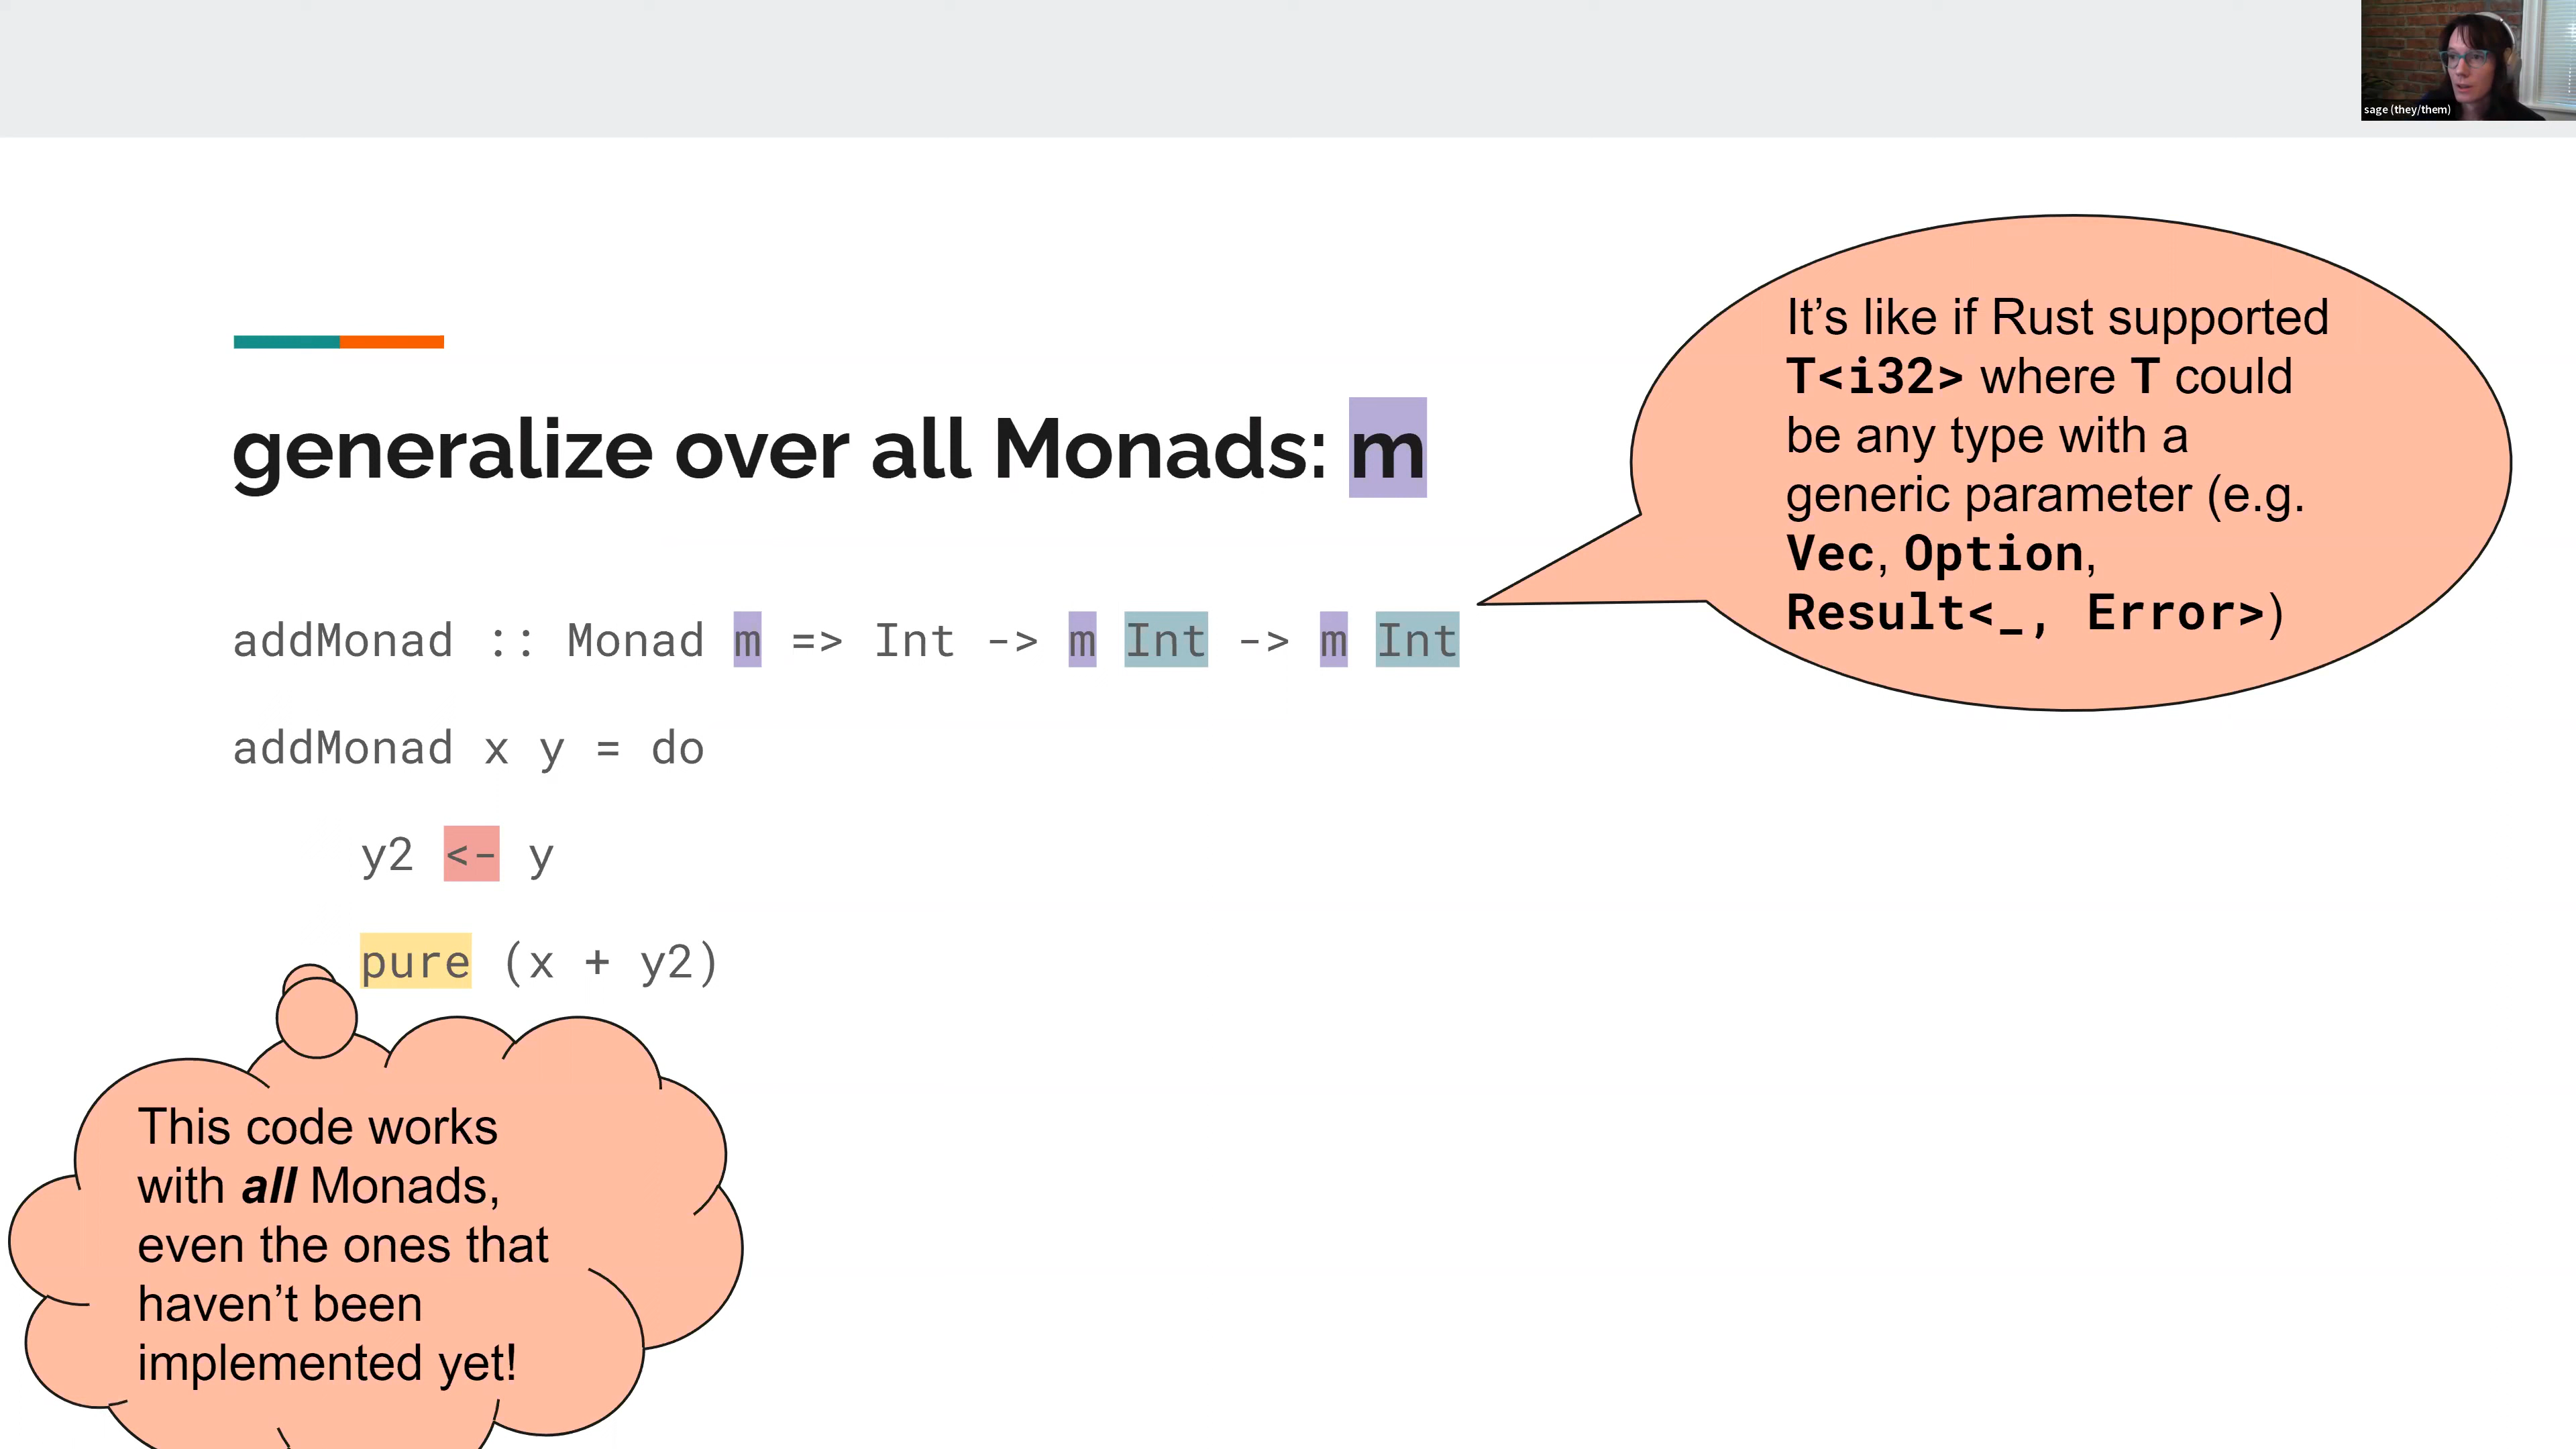 sage (they/them)
generalize over all Monads: m
addMonad :: Monad m => Int -> m Int -> m Int
addMonad x y = do
y2 <- y
pure (x + y2)
It’s like if Rust supported
T<i32> where T could
be any type with a
generic parameter (e.g.
Vec, Option,
Result<_, Error>)
This code works
with all Monads,
even the ones that
haven’t been
implemented yet!